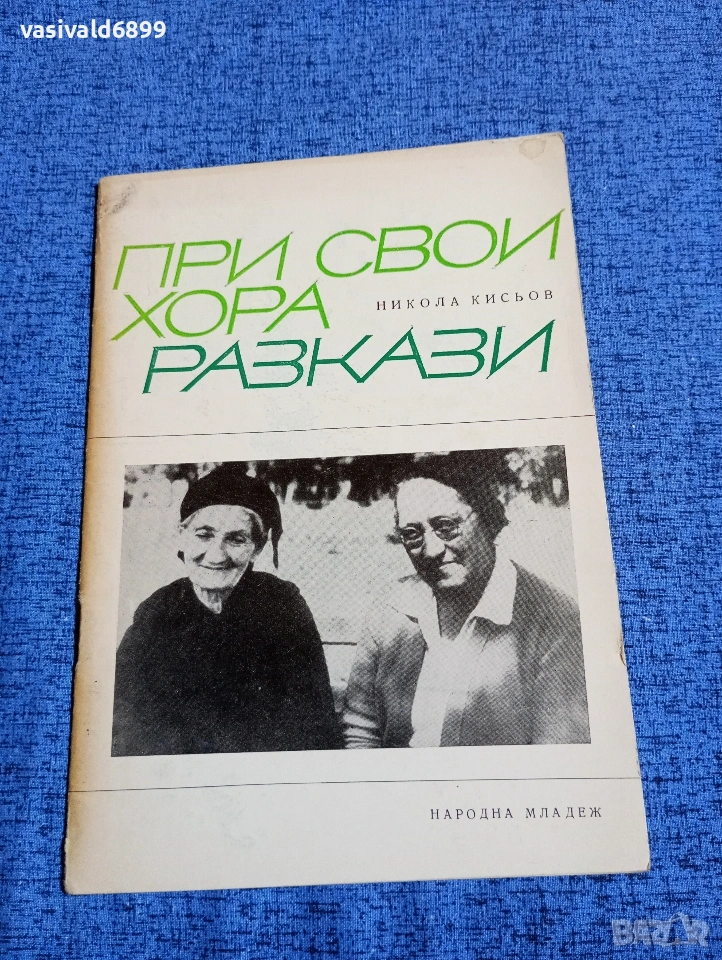 vasivald6899
ПРИ СВОИ
ХОРА
НИКОЛА КИСЬОВ
РАЗКАЗИ
НАРОДНА МЛАДЕЖ